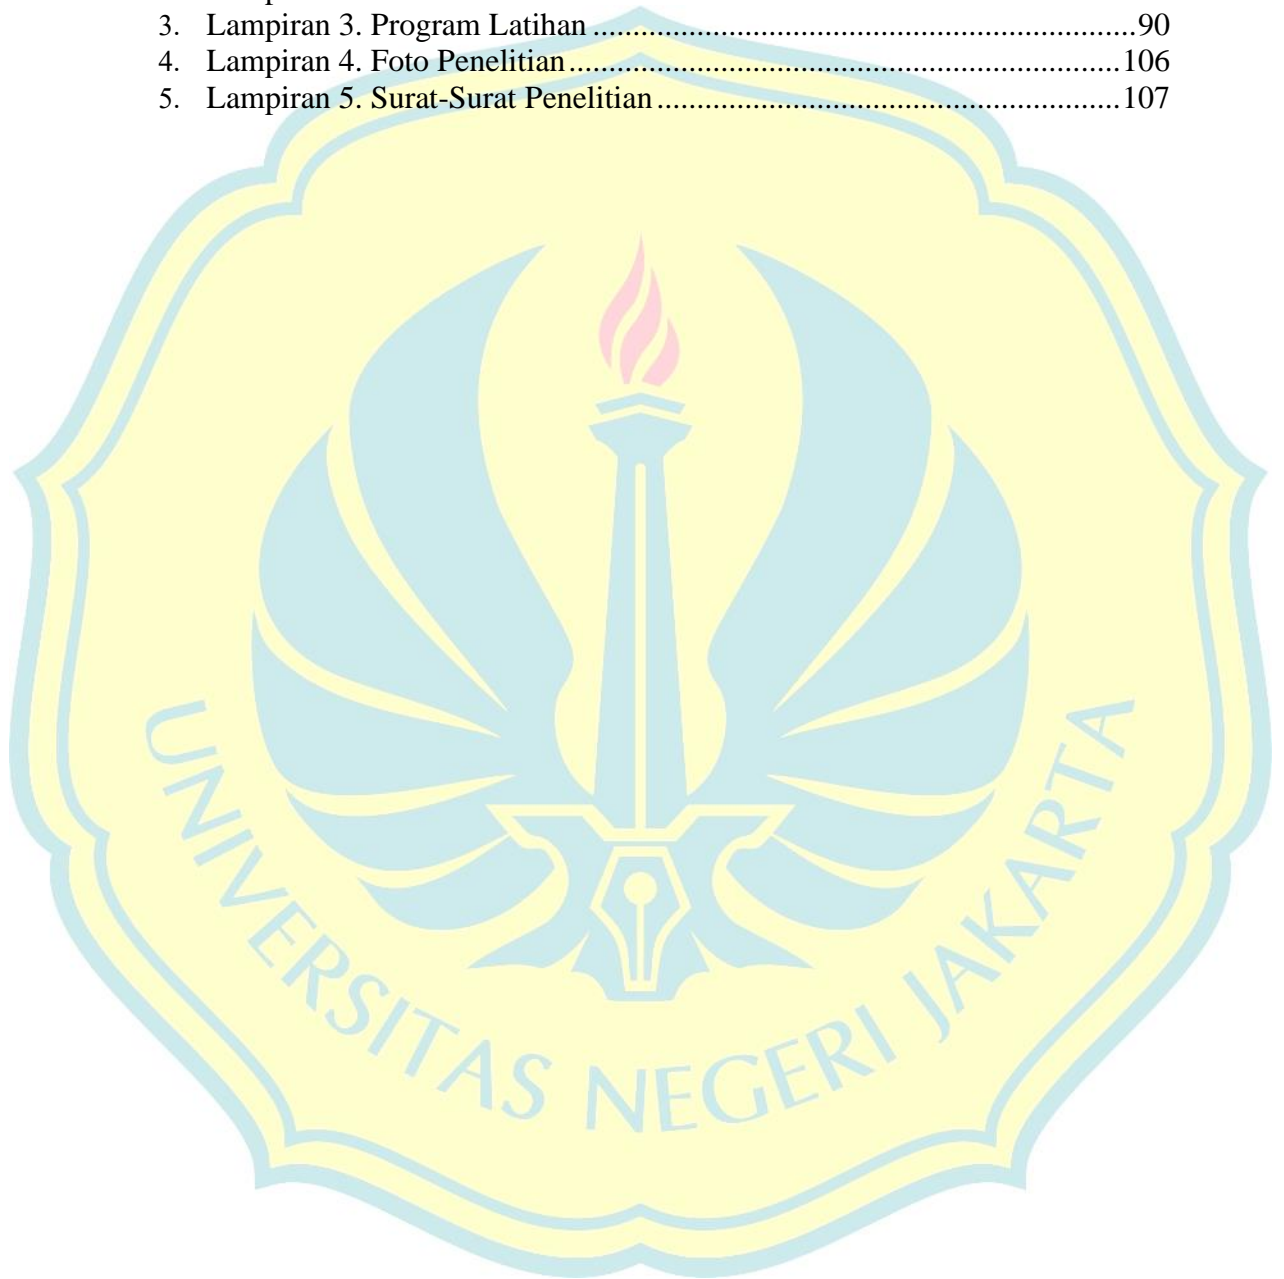 3. Lampiran 3. Program Latihan ....................................................................90
4. Lampiran 4. Foto Penelitian.....................................................................106
5. Lampiran 5. Surat-Surat Penelitian..........................................................107
UNIVERSITAS NEGERI JAKARTA